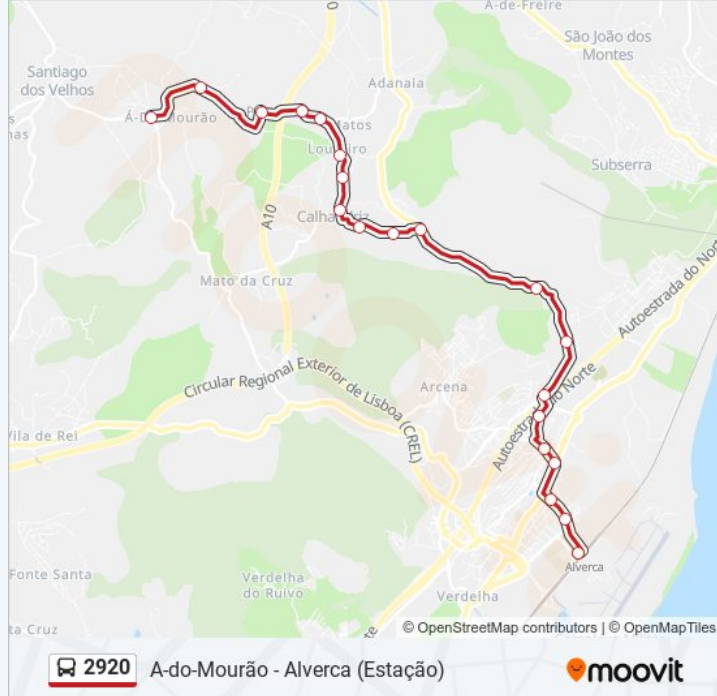 A-de-Freire
São João dos
Montes
Santiago
dos Velhos
Adanaia
Matos
Subserra
A10
Mato da Cruz
Autoestrada do Norte
Circular Regional Exterior de Lisboa (CREL)
Arcena
Autoestrada do Norte
Vila de Rei
Fonte Santa
Verdelha
do Ruivo
Alverca
Verdelha
ta Cruz
© OpenStreetMap contributors | © OpenMapTiles
2920 A-do-Mourão - Alverca (Estação)
moovit